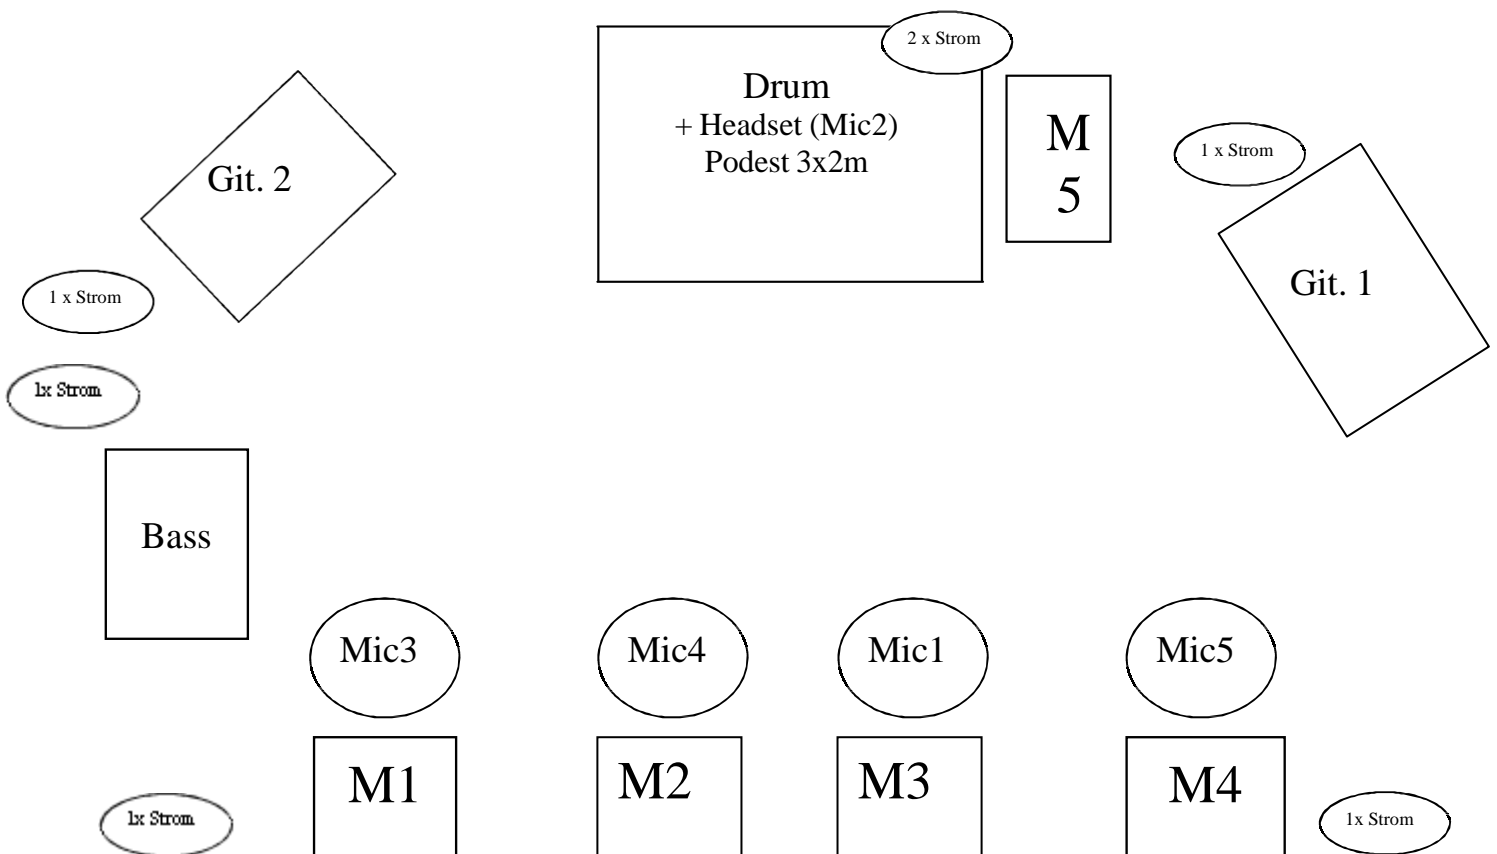 2 x Strom
Drum
+ Headset (Mic2)
Podest 3x2m
M
5
1 x Strom
Git. 2
Git. 1
1 x Strom
1x Strom
Bass
Mic3
Mic4
Mic1
Mic5
M1
M2
M3
M4
1x Strom
1x Strom